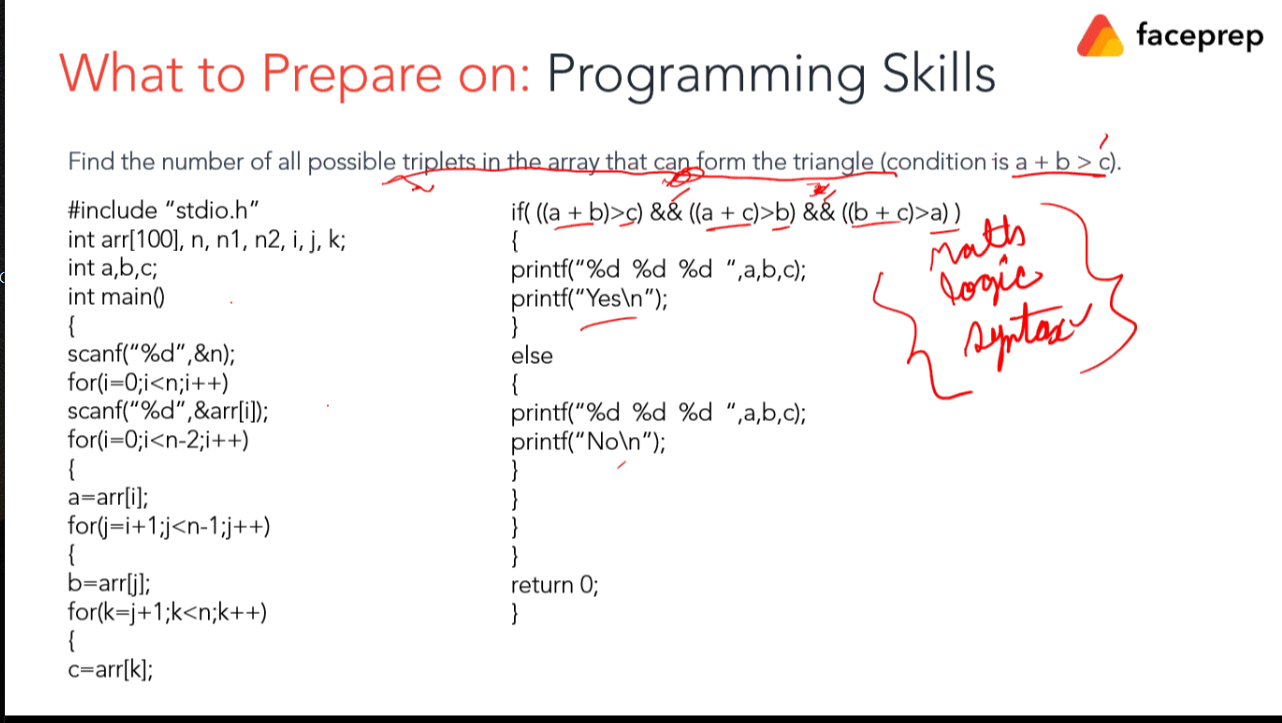 faceprep
What to Prepare on: Programming Skills
Find the number of all possible triplets in the array that can form the triangle (condition is a + b > c).
#include "stdio.h"
int arr[100], n, n1, n2, i, j, k;
int a,b,c;
int main()
{
scanf("%d",&n);
for(i=0;i<n;i++)
scanf("%d",&arr[i]);
for(i=0;i<n-2;i++)
{
a=arr[i];
for(j=i+1;j<n-1;j++)
{
b=arr[j];
for(k=j+1;k<n;k++)
{
c=arr[k];
if( ((a + b)>c) && ((a + c)>b) && ((b + c)>a) )
{
printf("%d %d %d ",a,b,c);
printf("Yes\n");
}
else
{
printf("%d %d %d ",a,b,c);
printf("No\n");
}
}
}
}
return 0;
}
Maths
logic
syntax